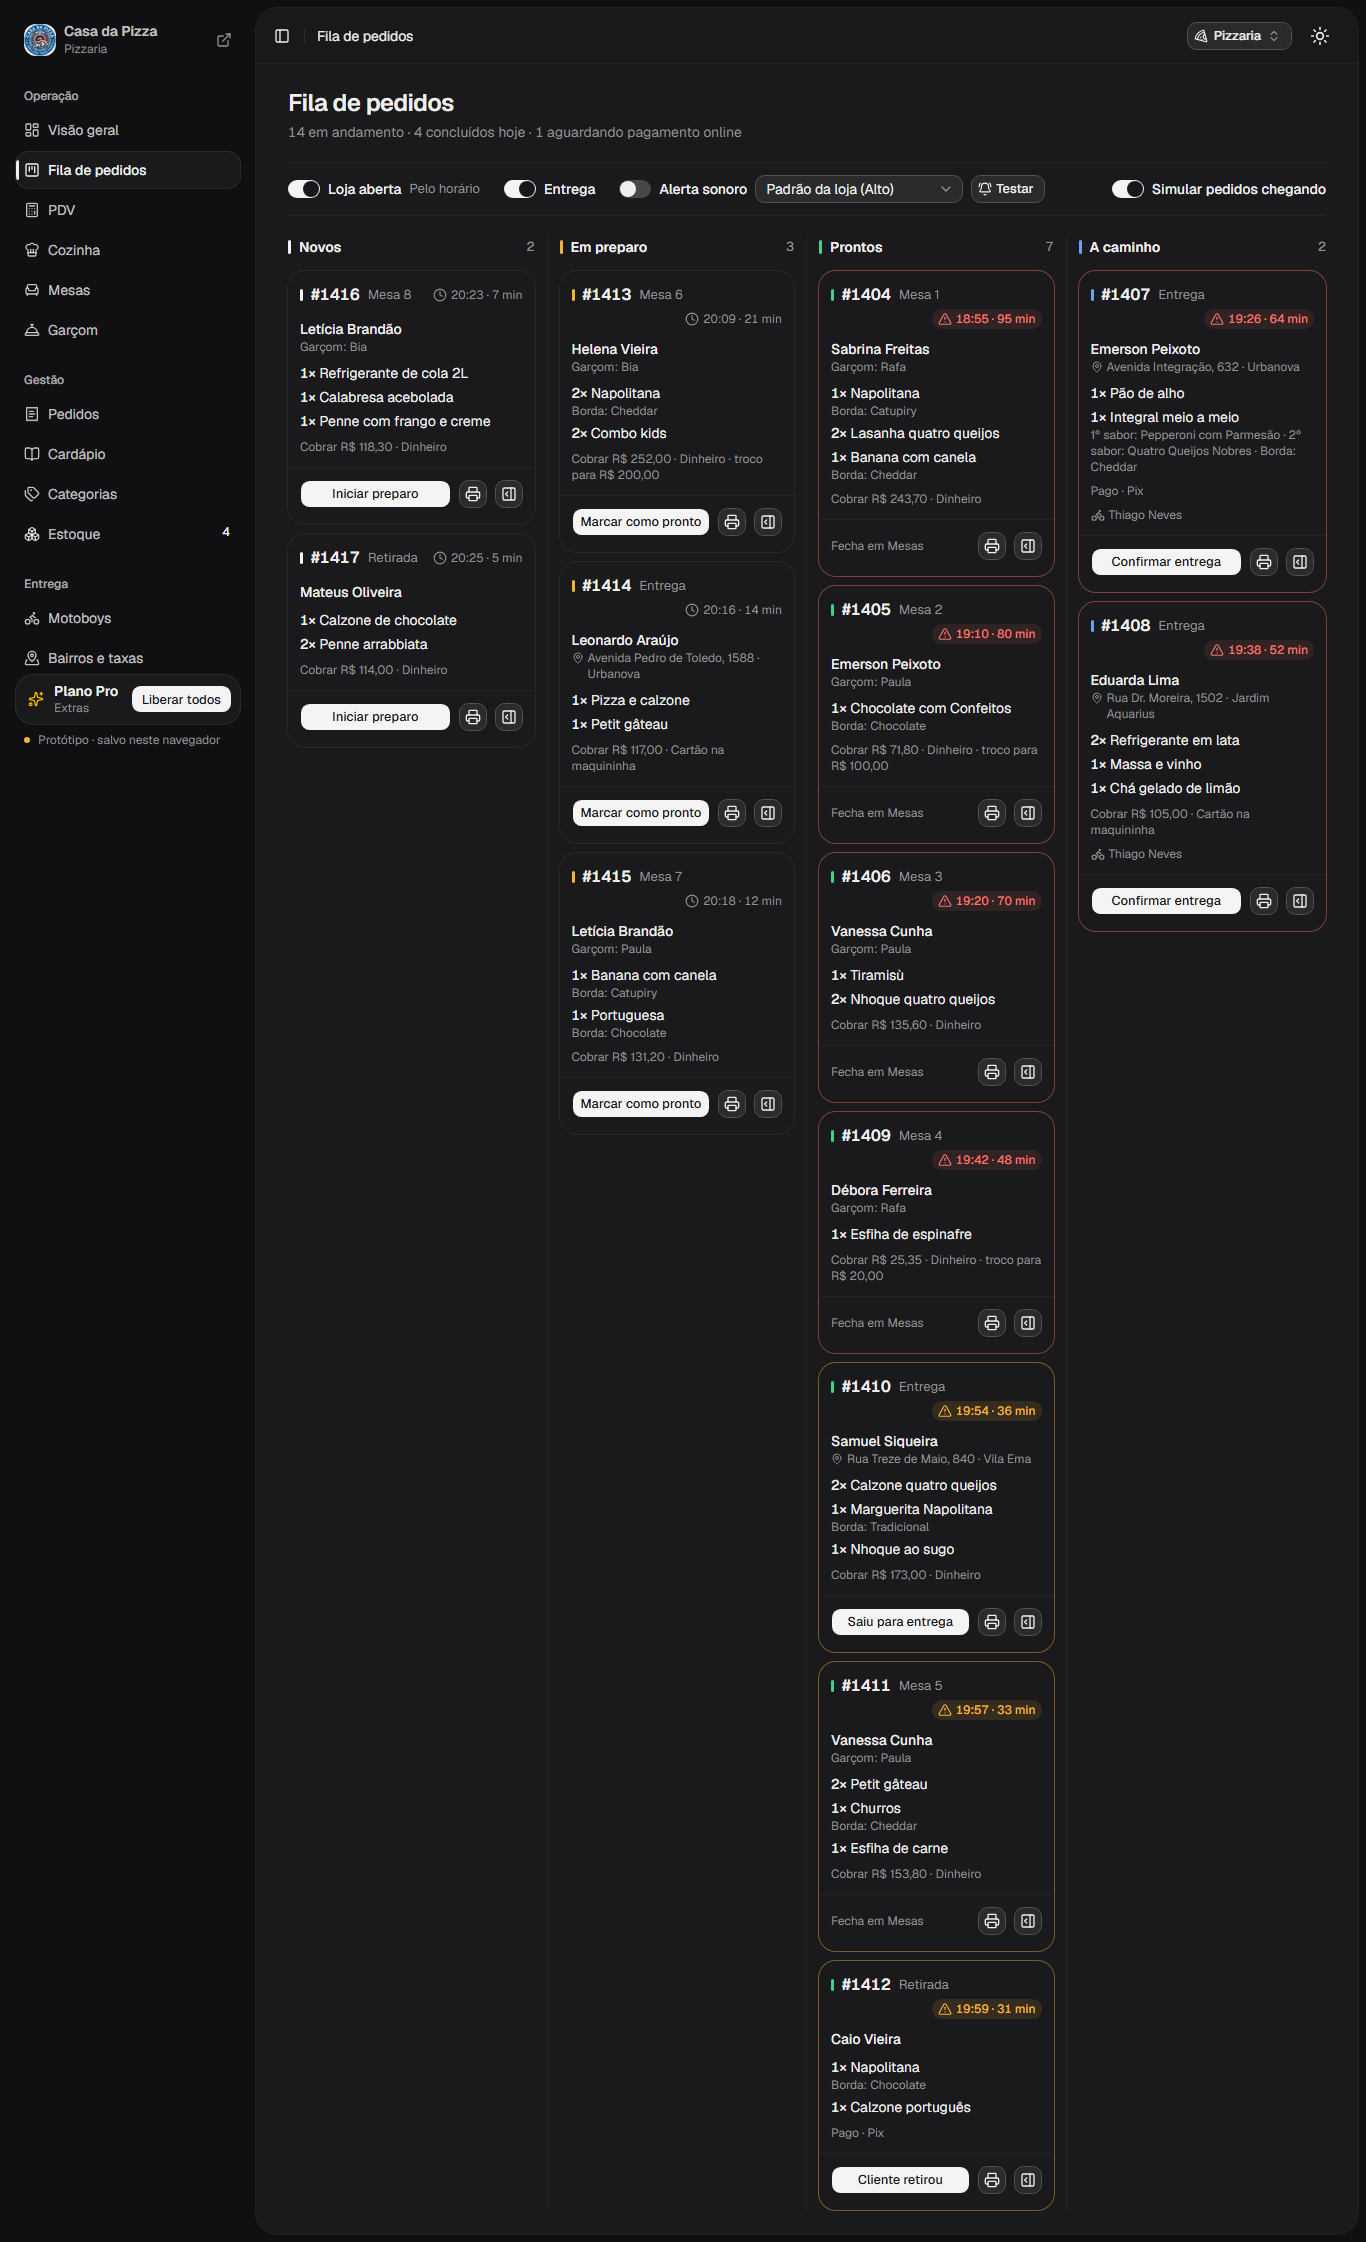 Casa da Pizza
Pizzaria
Operação
Visão geral
Fila de pedidos
PDV
Cozinha
Mesas
Garçom
Gestão
Pedidos
Cardápio
Categorias
Estoque 4
Entrega
Motoboys
Bairros e taxas
Plano Pro
Extras
Liberar todos
Protótipo · salvo neste navegador
Fila de pedidos
Pizzaria
Fila de pedidos
14 em andamento · 4 concluídos hoje · 1 aguardando pagamento online
Loja aberta Pelo horário Entrega Alerta sonoro Padrão da loja (Alto) Testar Simular pedidos chegando
Novos 2
#1416 Mesa 8 20:23 · 7 min
Letícia Brandão
Garçom: Bia
1× Refrigerante de cola 2L
1× Calabresa acebolada
1× Penne com frango e creme
Cobrar R$ 118,30 · Dinheiro
Iniciar preparo
#1417 Retirada 20:25 · 5 min
Mateus Oliveira
1× Calzone de chocolate
2× Penne arrabbiata
Cobrar R$ 114,00 · Dinheiro
Iniciar preparo
Em preparo 3
#1413 Mesa 6
20:09 · 21 min
Helena Vieira
Garçom: Bia
2× Napolitana
Borda: Cheddar
2× Combo kids
Cobrar R$ 252,00 · Dinheiro · troco
para R$ 200,00
Marcar como pronto
#1414 Entrega
20:16 · 14 min
Leonardo Araújo
Avenida Pedro de Toledo, 1588 ·
Urbanova
1× Pizza e calzone
1× Petit gâteau
Cobrar R$ 117,00 · Cartão na
maquininha
Marcar como pronto
#1415 Mesa 7
20:18 · 12 min
Letícia Brandão
Garçom: Paula
1× Banana com canela
Borda: Catupiry
1× Portuguesa
Borda: Chocolate
Cobrar R$ 131,20 · Dinheiro
Marcar como pronto
Prontos 7
#1404 Mesa 1
18:55 · 95 min
Sabrina Freitas
Garçom: Rafa
1× Napolitana
Borda: Catupiry
2× Lasanha quatro queijos
1× Banana com canela
Borda: Cheddar
Cobrar R$ 243,70 · Dinheiro
Fecha em Mesas
#1405 Mesa 2
19:10 · 80 min
Emerson Peixoto
Garçom: Paula
1× Chocolate com Confeitos
Borda: Chocolate
Cobrar R$ 71,80 · Dinheiro · troco para
R$ 100,00
Fecha em Mesas
#1406 Mesa 3
19:20 · 70 min
Vanessa Cunha
Garçom: Paula
1× Tiramisù
2× Nhoque quatro queijos
Cobrar R$ 135,60 · Dinheiro
Fecha em Mesas
#1409 Mesa 4
19:42 · 48 min
Débora Ferreira
Garçom: Rafa
1× Esfiha de espinafre
Cobrar R$ 25,35 · Dinheiro · troco para
R$ 20,00
Fecha em Mesas
#1410 Entrega
19:54 · 36 min
Samuel Siqueira
Rua Treze de Maio, 840 · Vila Ema
2× Calzone quatro queijos
1× Marguerita Napolitana
Borda: Tradicional
1× Nhoque ao sugo
Cobrar R$ 173,00 · Dinheiro
Saiu para entrega
#1411 Mesa 5
19:57 · 33 min
Vanessa Cunha
Garçom: Paula
2× Petit gâteau
1× Churros
Borda: Cheddar
1× Esfiha de carne
Cobrar R$ 153,80 · Dinheiro
Fecha em Mesas
#1412 Retirada
19:59 · 31 min
Caio Vieira
1× Napolitana
Borda: Chocolate
1× Calzone português
Pago · Pix
Cliente retirou
A caminho 2
#1407 Entrega
19:26 · 64 min
Emerson Peixoto
Avenida Integração, 632 · Urbanova
1× Pão de alho
1× Integral meio a meio
1º sabor: Pepperoni com Parmesão · 2º
sabor: Quatro Queijos Nobres · Borda:
Cheddar
Pago · Pix
Thiago Neves
Confirmar entrega
#1408 Entrega
19:38 · 52 min
Eduarda Lima
Rua Dr. Moreira, 1502 · Jardim
Aquarius
2× Refrigerante em lata
1× Massa e vinho
1× Chá gelado de limão
Cobrar R$ 105,00 · Cartão na
maquininha
Thiago Neves
Confirmar entrega